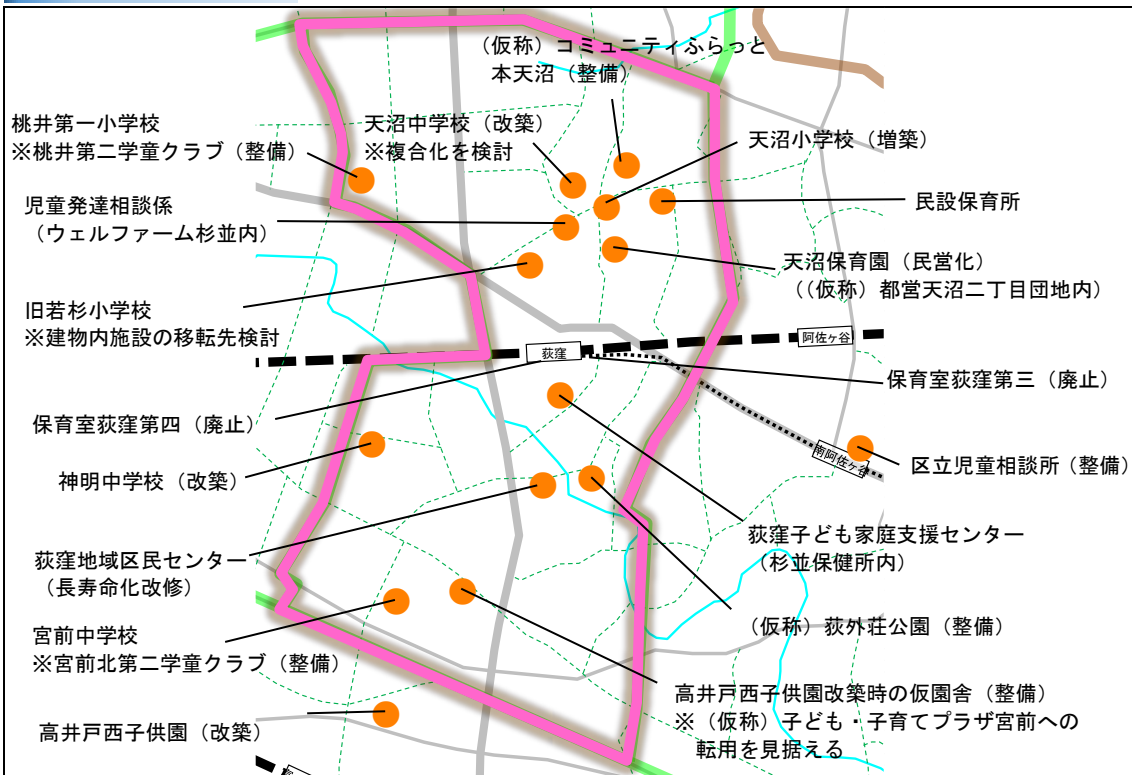 （仮称）コミュニティふらっと
本天沼（整備）
桃井第一小学校
※桃井第二学童クラブ（整備）
天沼中学校（改築）
※複合化を検討
天沼小学校（増築）
児童発達相談係
（ウェルファーム杉並内）
民設保育所
天沼保育園（民営化）
（（仮称）都営天沼二丁目団地内）
旧若杉小学校
※建物内施設の移転先検討
阿佐ヶ谷
荻窪
保育室荻窪第三（廃止）
保育室荻窪第四（廃止）
南阿佐ヶ谷
区立児童相談所（整備）
神明中学校（改築）
荻窪子ども家庭支援センター
（杉並保健所内）
荻窪地域区民センター
（長寿命化改修）
（仮称）荻外荘公園（整備）
宮前中学校
※宮前北第二学童クラブ（整備）
高井戸西子供園改築時の仮園舎（整備）
※（仮称）子ども・子育てプラザ宮前への
転用を見据える
高井戸西子供園（改築）